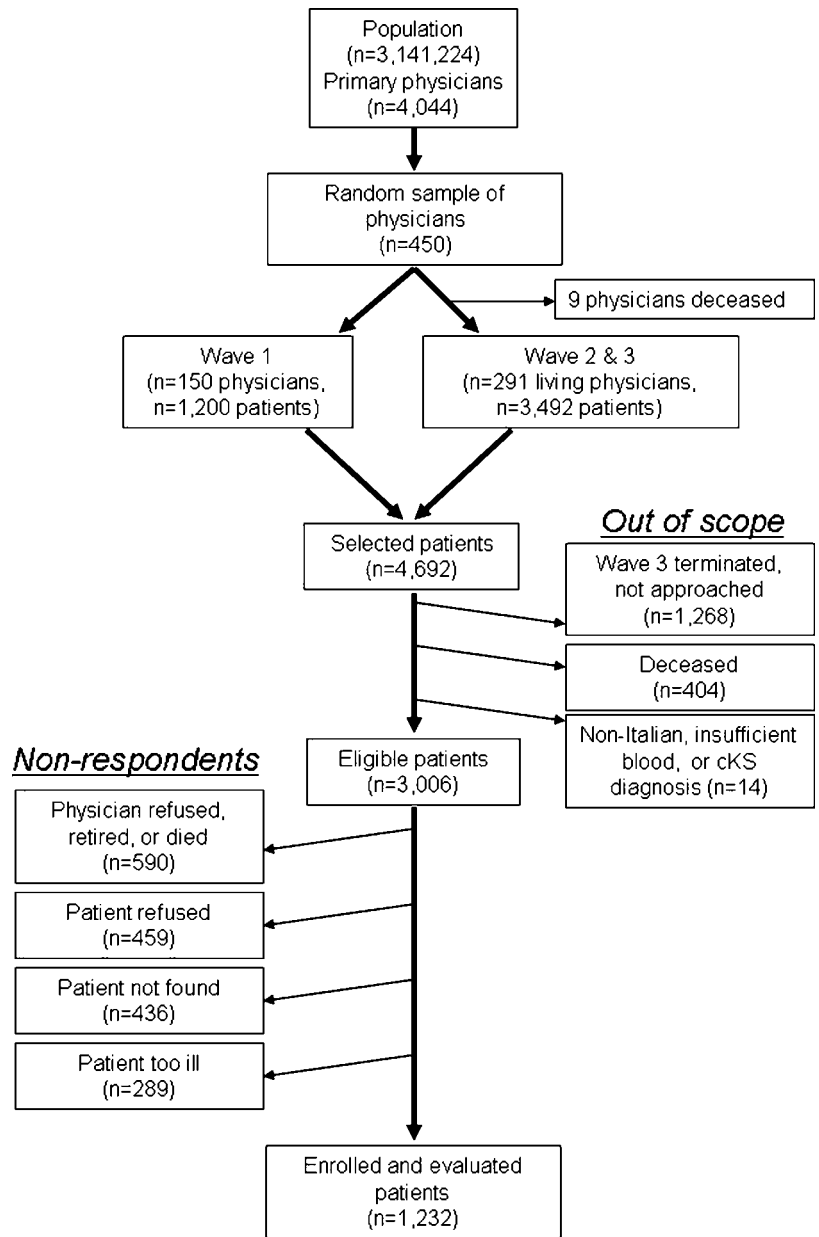 Population
(n=3,141,224)
Primary physicians
(n=4,044)
Random sample of
physicians
(n=450)
9 physicians deceased
Wave 1
(n=150 physicians,
n=1,200 patients)
Wave 2 & 3
(n=291 living physicians,
n=3,492 patients)
Selected patients
(n=4,692)
Out of scope
Wave 3 terminated,
not approached
(n=1,268)
Deceased
(n=404)
Non-Italian, insufficient
blood, or cKS
diagnosis (n=14)
Eligible patients
(n=3,006)
Non-respondents
Physician refused,
retired, or died
(n=590)
Patient refused
(n=459)
Patient not found
(n=436)
Patient too ill
(n=289)
Enrolled and evaluated
patients
(n=1,232)